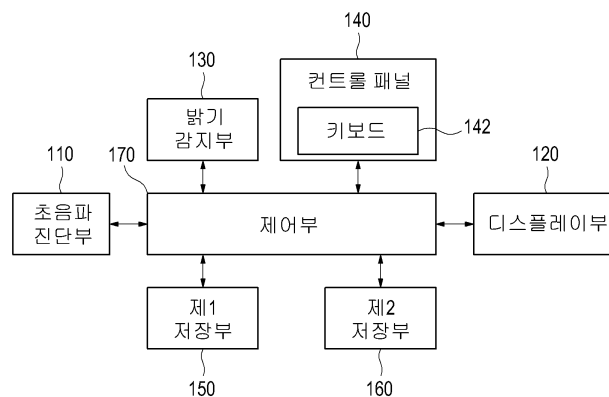 140
컨트롤 패널
키보드
142
130
밝기
감지부
110
초음파
진단부
170
제어부
120
디스플레이부
제1
저장부
150
제2
저장부
160